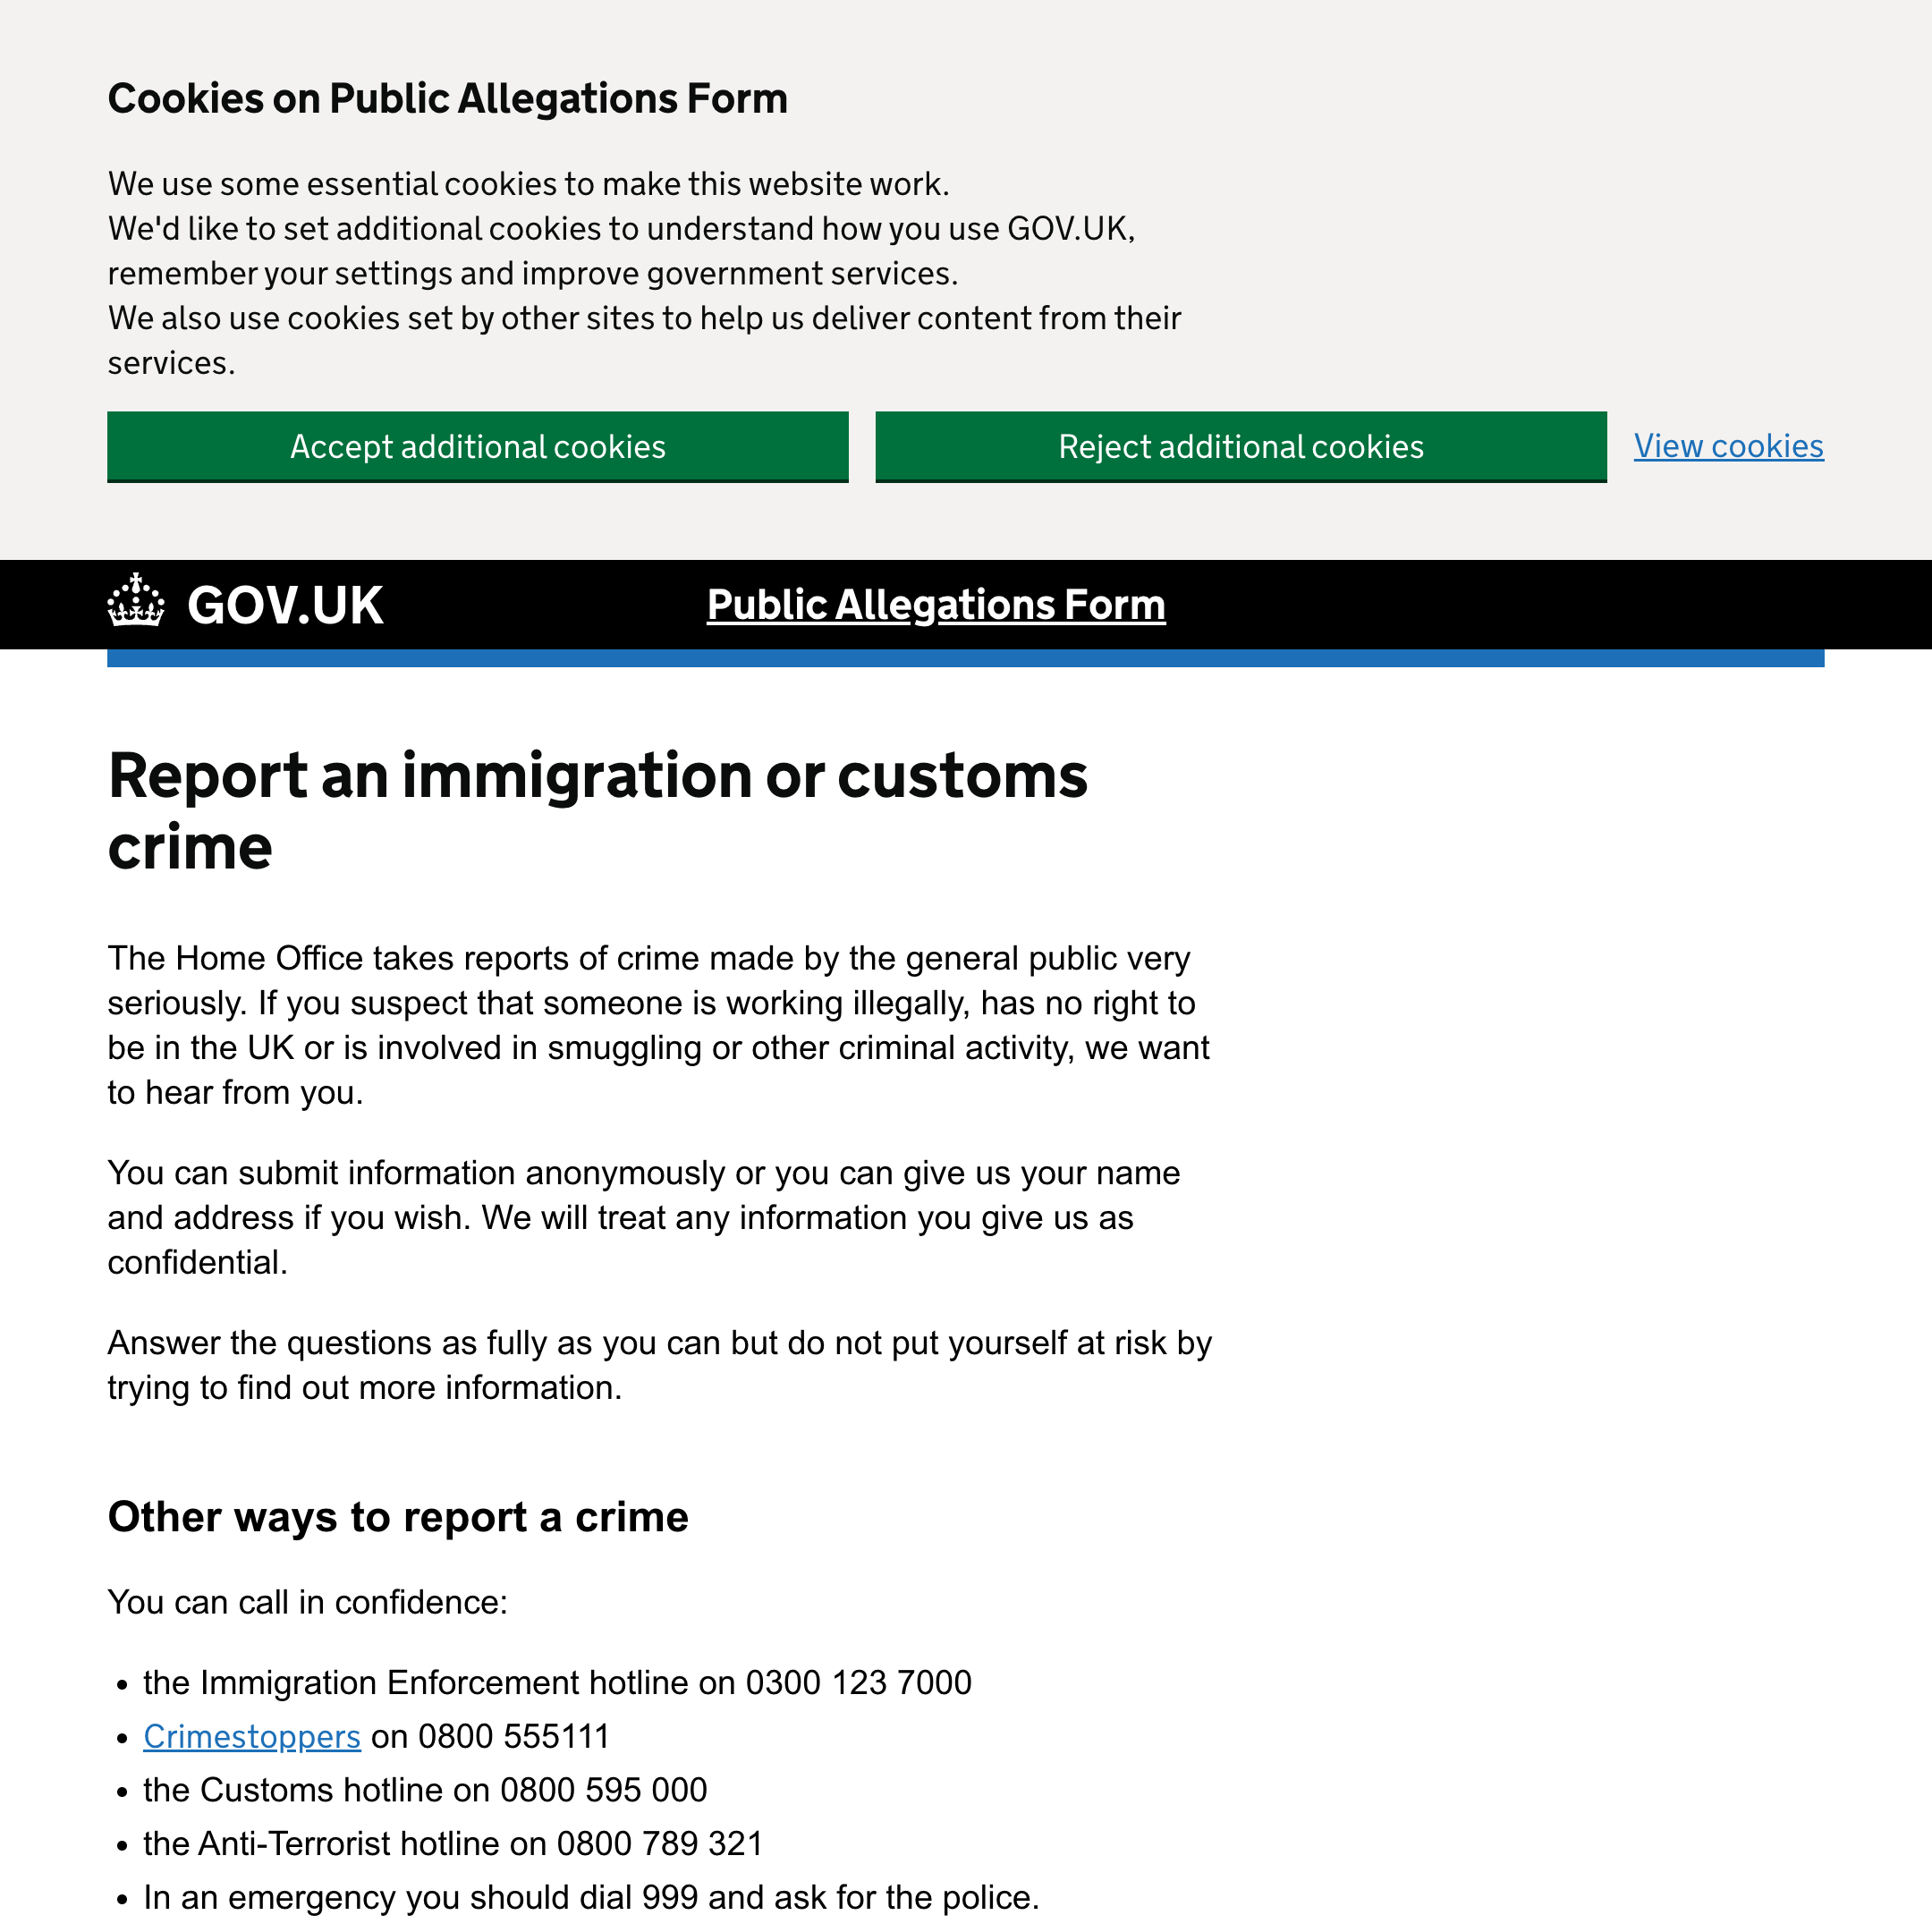 Cookies on Public Allegations Form
We use some essential cookies to make this website work.
We'd like to set additional cookies to understand how you use GOV.UK,
remember your settings and improve government services.
We also use cookies set by other sites to help us deliver content from their
services.
Accept additional cookies
Reject additional cookies
View cookies
GOV.UK
Public Allegations Form
Report an immigration or customs
crime
The Home Office takes reports of crime made by the general public very
seriously. If you suspect that someone is working illegally, has no right to
be in the UK or is involved in smuggling or other criminal activity, we want
to hear from you.
You can submit information anonymously or you can give us your name
and address if you wish. We will treat any information you give us as
confidential.
Answer the questions as fully as you can but do not put yourself at risk by
trying to find out more information.
Other ways to report a crime
You can call in confidence:
• the Immigration Enforcement hotline on 0300 123 7000
• Crimestoppers on 0800 555111
• the Customs hotline on 0800 595 000
• the Anti-Terrorist hotline on 0800 789 321
• In an emergency you should dial 999 and ask for the police.